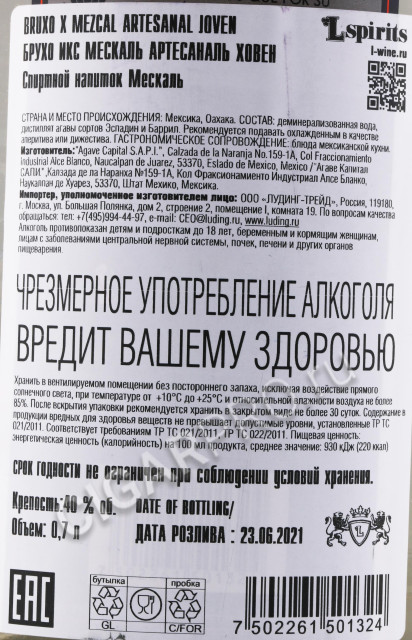 BRUXO X MEZCAL ARTESANAL JOVEN
БРУХО ИКС МЕСКАЛЬ АРТЕСАНАЛЬ ХОВЕН
Спиртной напиток Мескаль
Lspirits
l-wine.ru
СТРАНА И МЕСТО ПРОИСХОЖДЕНИЯ: Мексика, Оахака. СОСТАВ: деминерализованная вода,
дистиллят агавы сортов Эспадин и Баррил. Рекомендуется подавать охлажденным в качестве
аперитива или дижестива. ГАСТРОНОМИЧЕСКОЕ СОПРОВОЖДЕНИЕ: блюда мексиканской кухни.
Изготовитель:"Agave Capital S.A.P.I.", Calzada de la Naranja No.159-1A, Col Fraccionamiento
Industrial Alce Blanco, Naucalpan de Juarez, 53370, Estado de Mexico, Mexico /"Агаве Капитал
САПИ.",Калзада де ла Наранха №159-1А, Кол Фраксионамиенто Индустриал Алсе Бланко,
Наукалпан де Хуарез, 53370, Штат Мехико, Мексика.
Импортер, уполномоченное изготовителем лицо: ООО «ЛУДИНГ-ТРЕЙД», Россия, 119180,
г. Москва, ул. Большая Полянка, дом 2, строение 2, помещение I, комната 19. По вопросам качества
обращаться: тел: +7(495)994-44-97, e-mail: CEO@luding.ru, www.luding.ru
Алкоголь противопоказан детям и подросткам до 18 лет, беременным и кормящим женщинам,
лицам с заболеваниями центральной нервной системы, почек, печени и других органов
пищеварения.
ЧРЕЗМЕРНОЕ УПОТРЕБЛЕНИЕ АЛКОГОЛЯ
ВРЕДИТ ВАШЕМУ ЗДОРОВЬЮ
Хранить в вентилируемом помещении без постороннего запаха, исключая воздействие прямого
солнечного света, при температуре от +10°С до +25°С и относительной влажности воздуха не более
85%. После вскрытия упаковки рекомендуется хранить в закрытом виде не более 30 суток. Содержание в
продукции вредных для здоровья веществ не превышает допустимые уровни, установленные ТР ТС
021/2011. Соответствует требованиям ТР ТС 021/2011, ТР ТС 022/2011. Пищевая ценность:
энергетическая ценность (калорийность) на 100 мл продукта, среднее значение: 930 кДж (220 ккал)
СРОК ГОДНОСТИ НЕ ОГРАНИЧЕН ПРИ СОБЛЮДЕНИИ УСЛОВИЙ ХРАНЕНИЯ.
Крепость: 40 % об.
Объем: 0,7 л
DATE OF BOTTLING/
ДАТА РОЗЛИВА : 23.06.2021
EAC
бутылка
GL
пробка
C/FOR
7 502261 501324